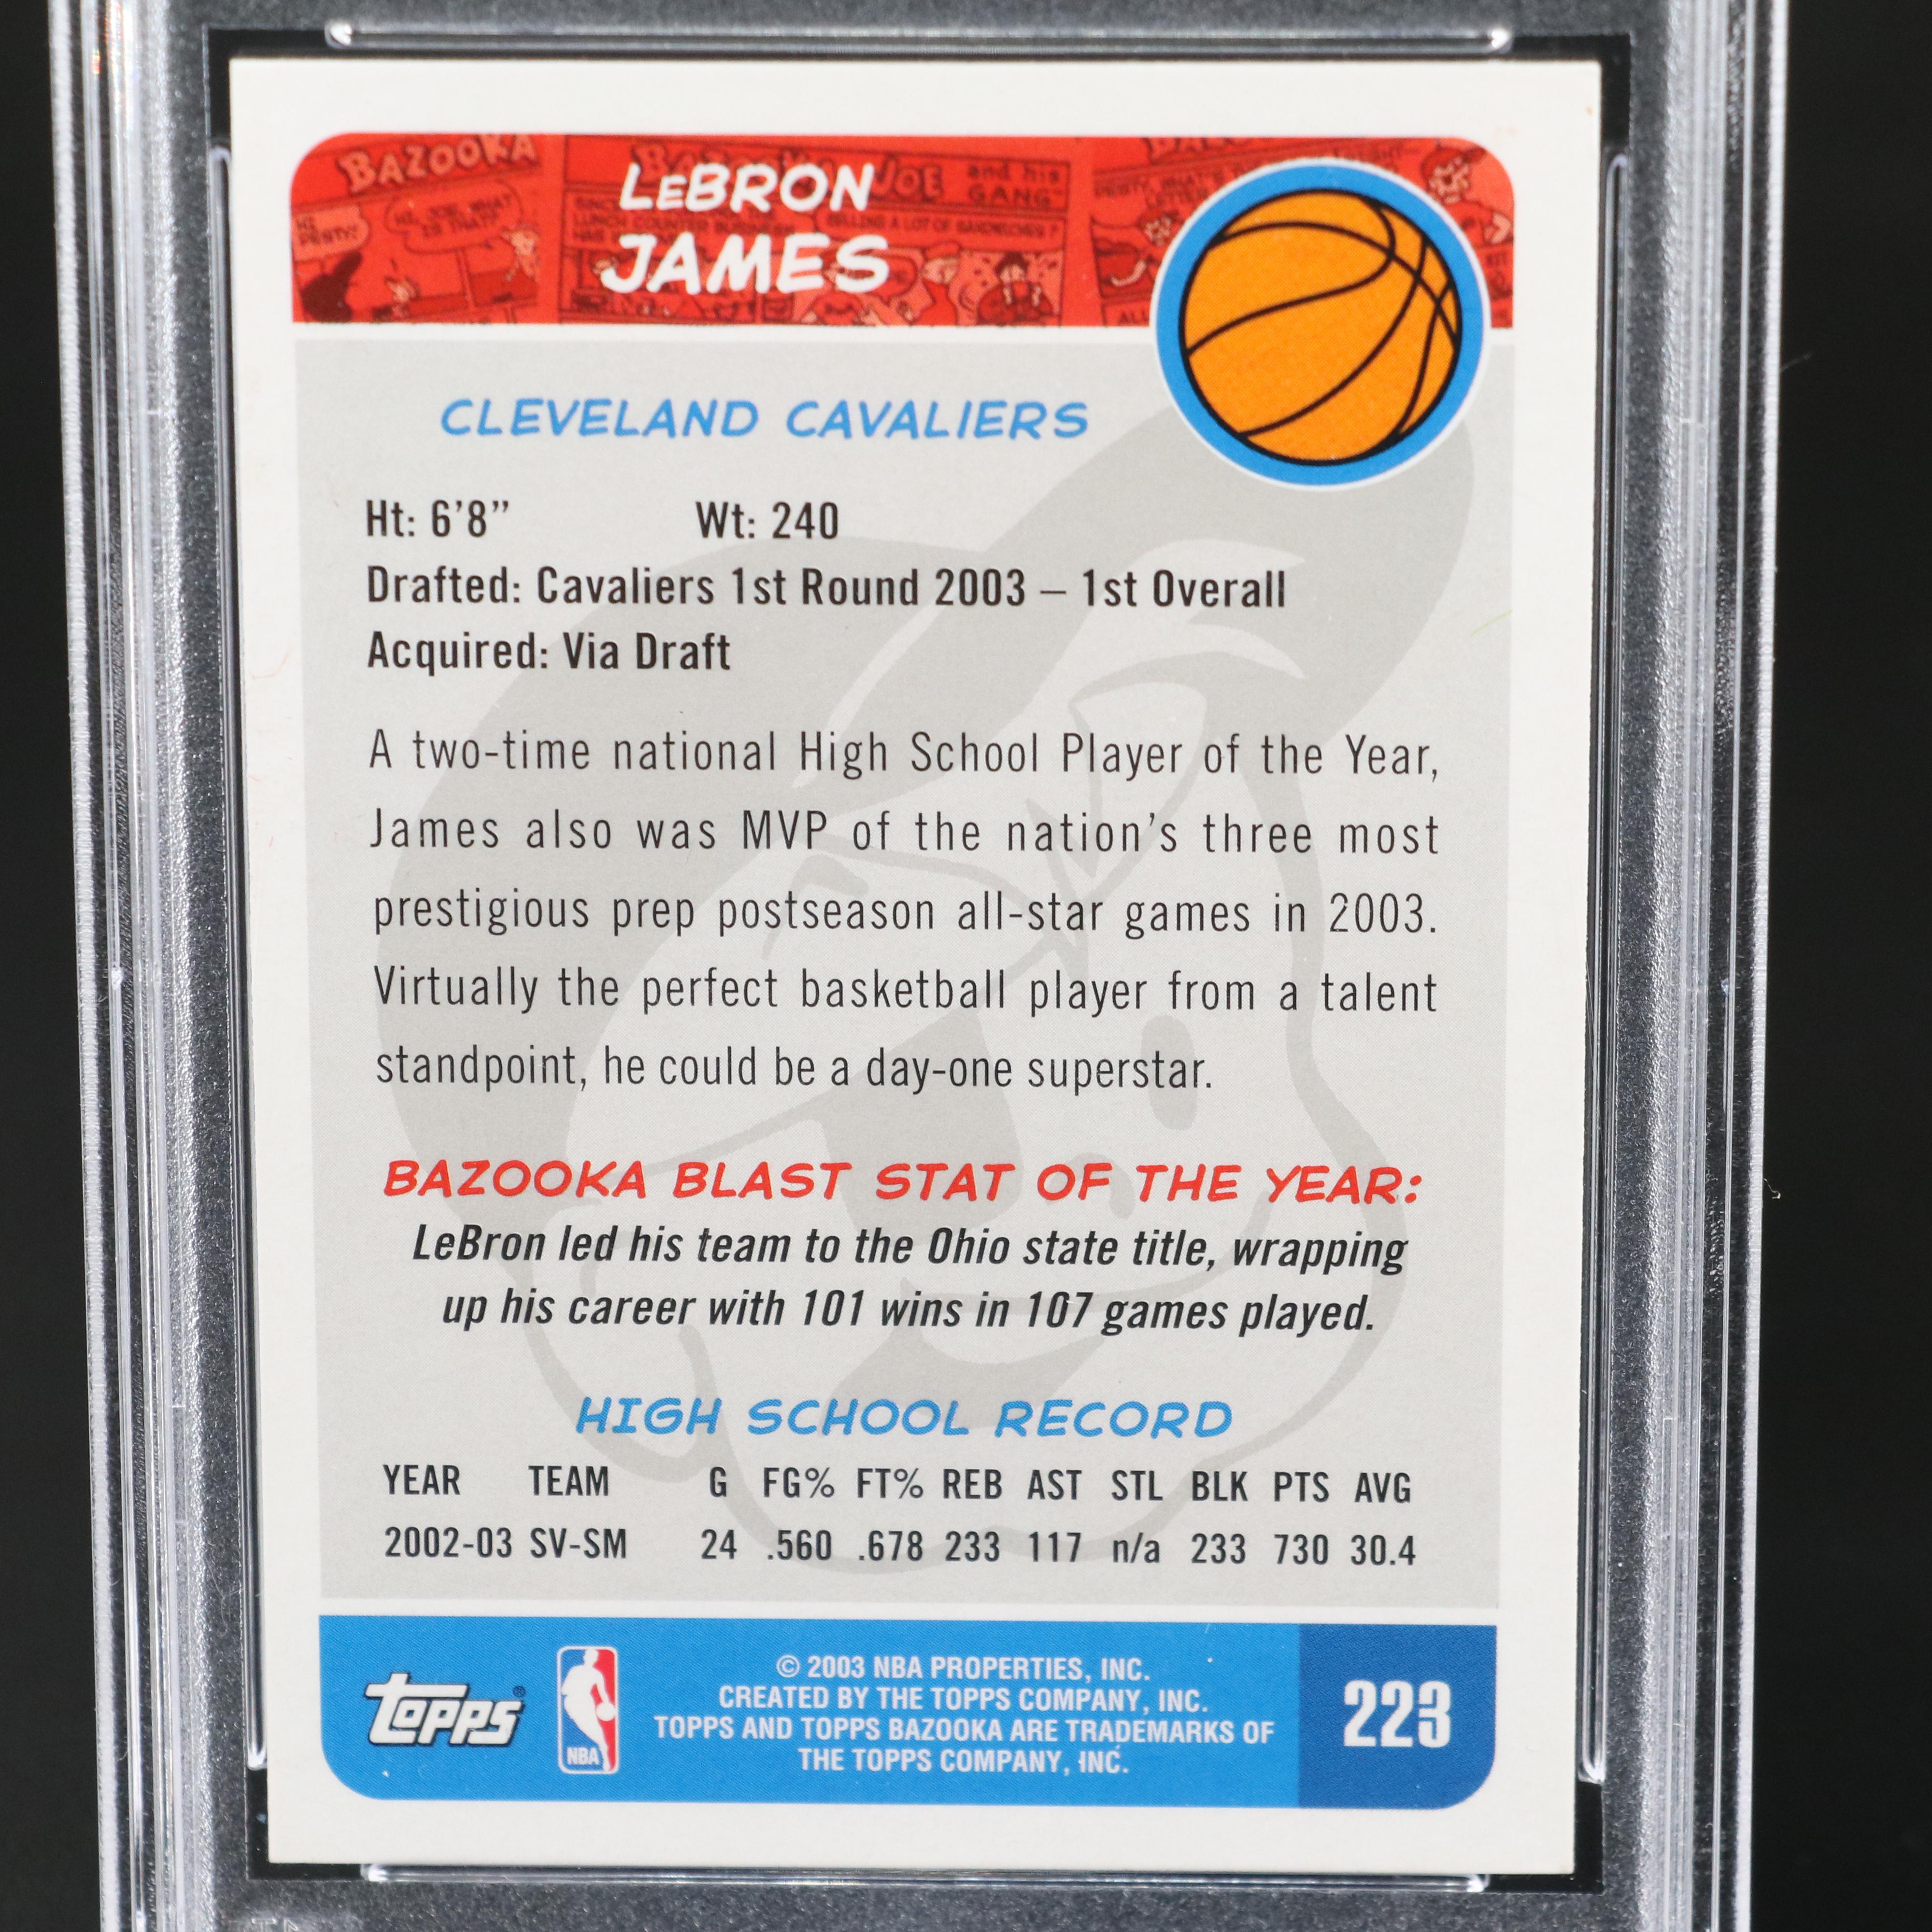 BAZOOKA
BAZOOKA JOE and his GANG
LEBRON
JAMES
CLEVELAND CAVALIERS
Ht: 6'8" Wt: 240
Drafted: Cavaliers 1st Round 2003 – 1st Overall
Acquired: Via Draft
A two-time national High School Player of the Year,
James also was MVP of the nation's three most
prestigious prep postseason all-star games in 2003.
Virtually the perfect basketball player from a talent
standpoint, he could be a day-one superstar.
BAZOOKA BLAST STAT OF THE YEAR:
LeBron led his team to the Ohio state title, wrapping
up his career with 101 wins in 107 games played.
HIGH SCHOOL RECORD
YEAR TEAM G FG% FT% REB AST STL BLK PTS AVG
2002-03 SV-SM 24 .560 .678 233 117 n/a 233 730 30.4
topps®
NBA
© 2003 NBA PROPERTIES, INC.
CREATED BY THE TOPPS COMPANY, INC.
TOPPS AND TOPPS BAZOOKA ARE TRADEMARKS OF
THE TOPPS COMPANY, INC.
223